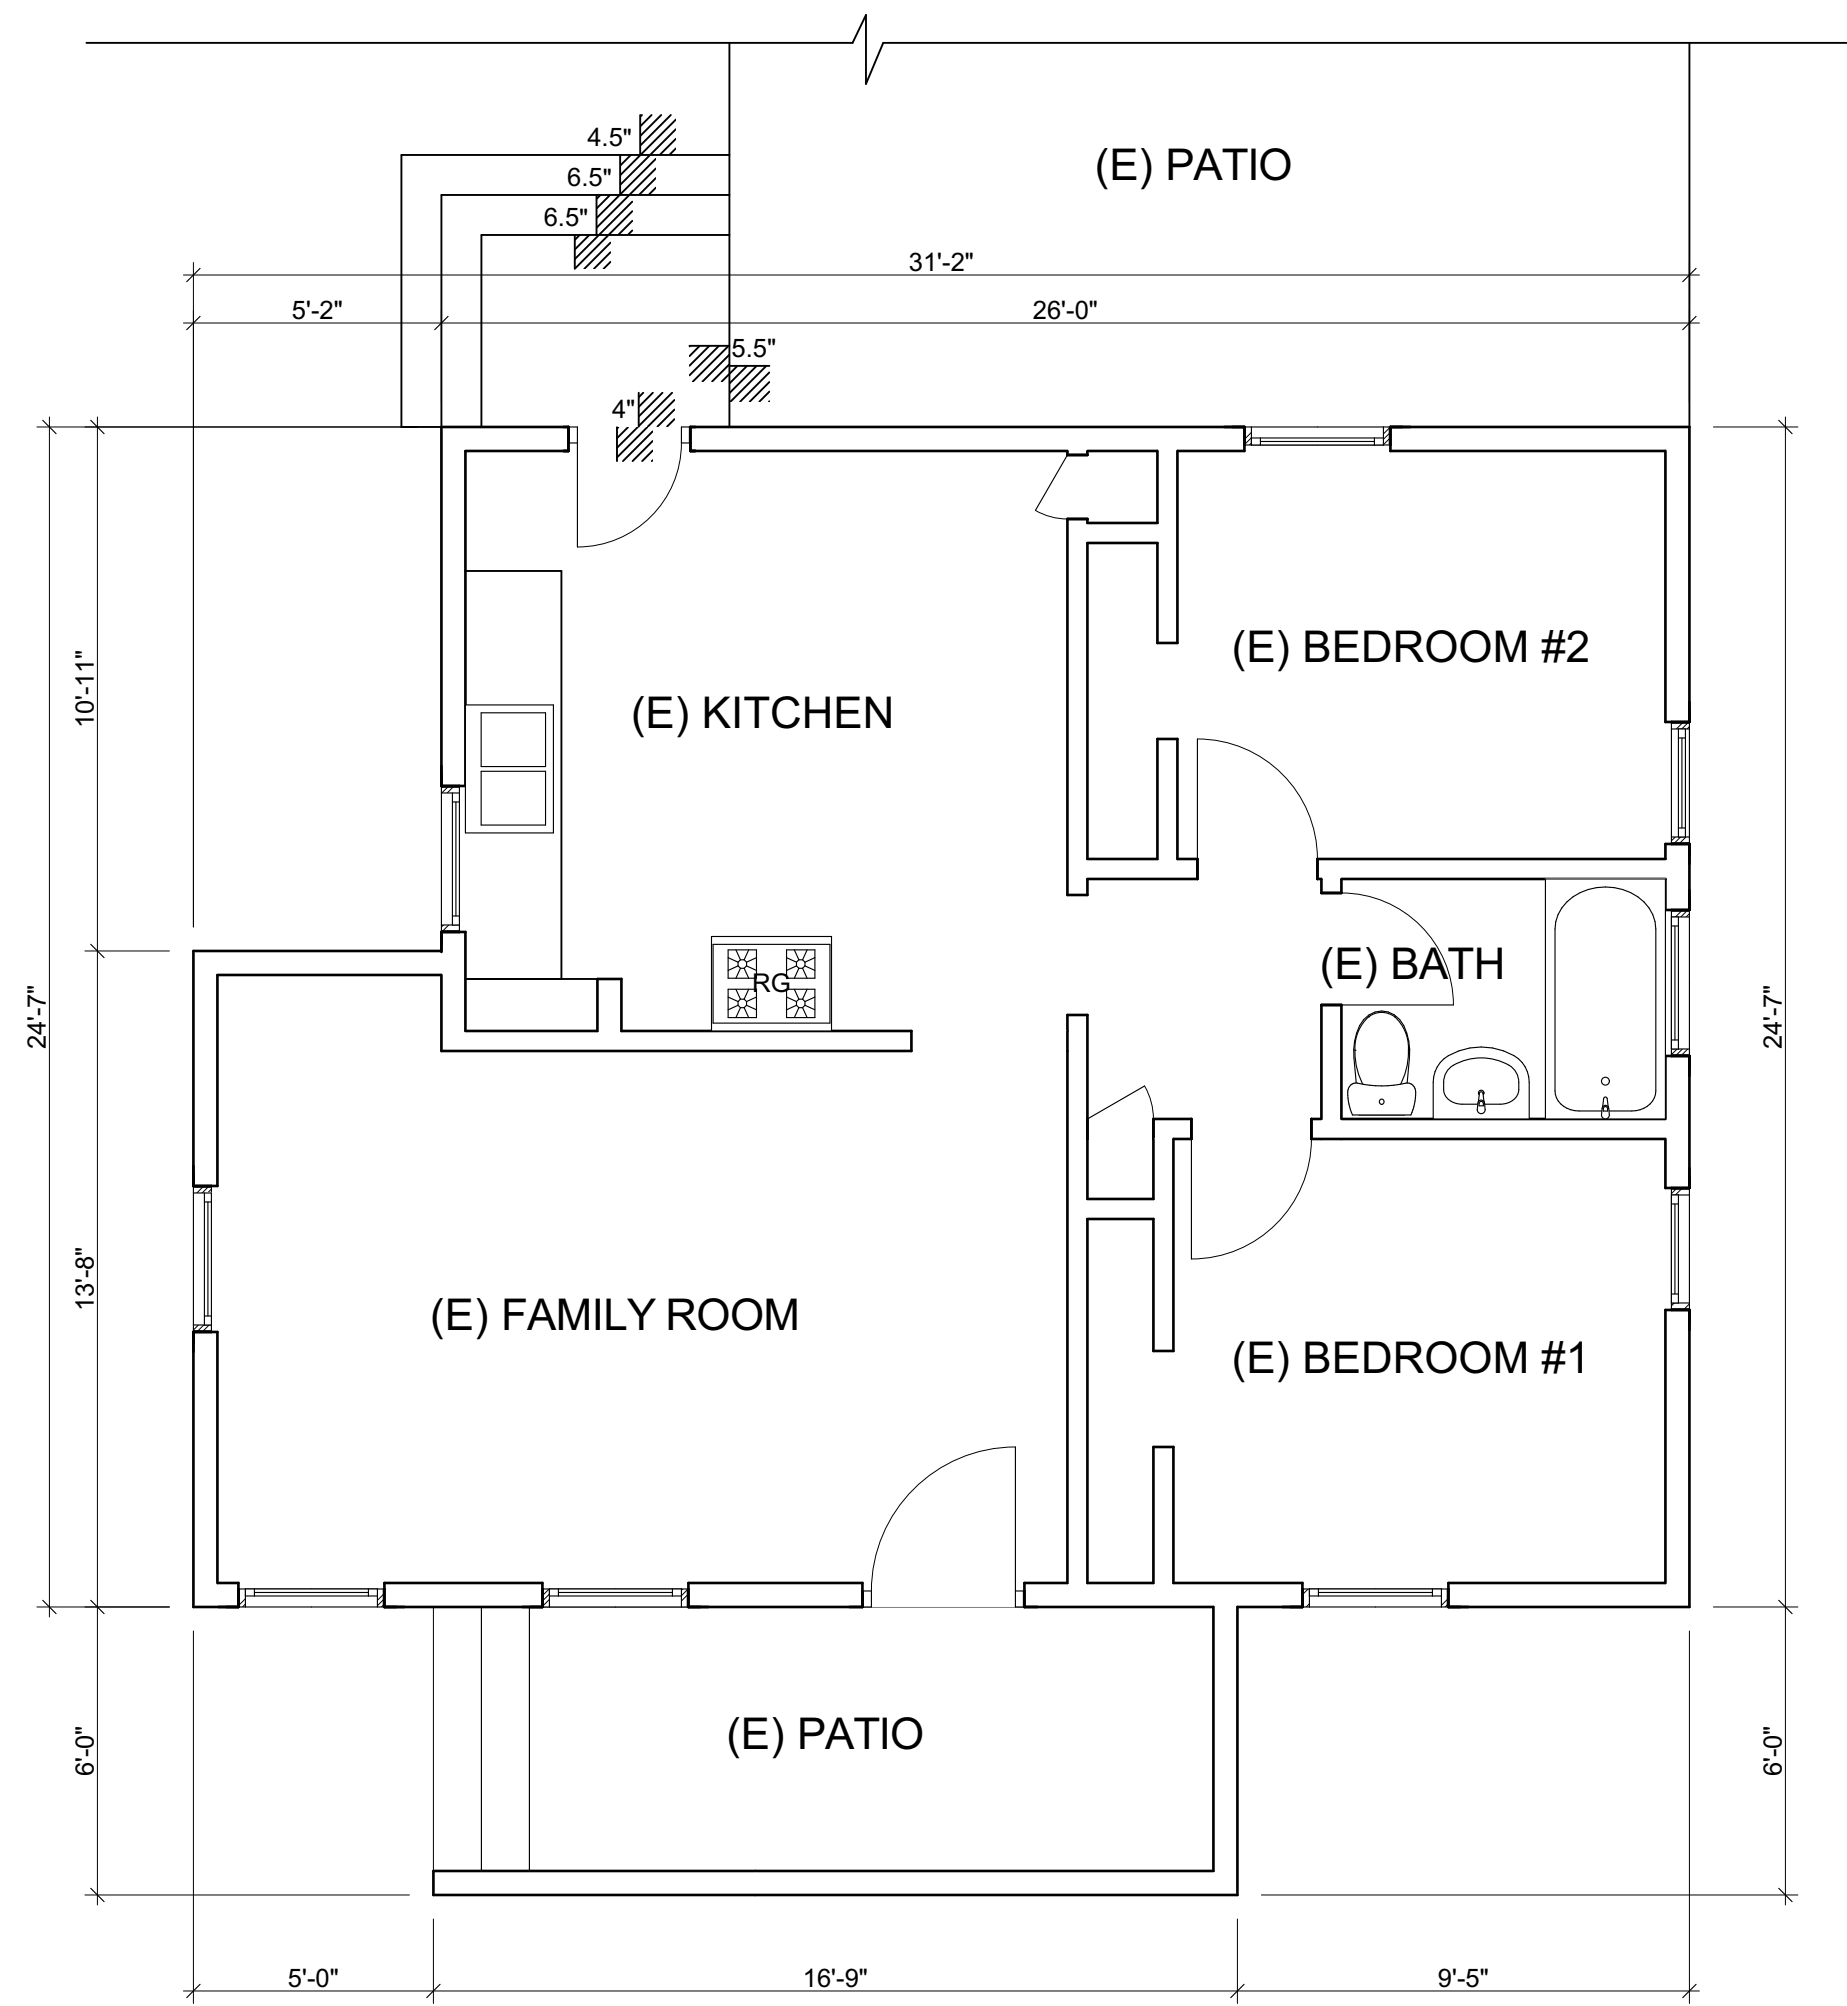 4.5"
(E) PATIO
6.5"
6.5"
31'-2"
5'-2"
26'-0"
5.5"
4"
(E) BEDROOM #2
10'-11"
(E) KITCHEN
(E) BATH
RG
24'-7"
24'-7"
13'-8"
(E) FAMILY ROOM
(E) BEDROOM #1
(E) PATIO
6'-0"
6'-0"
5'-0"
16'-9"
9'-5"